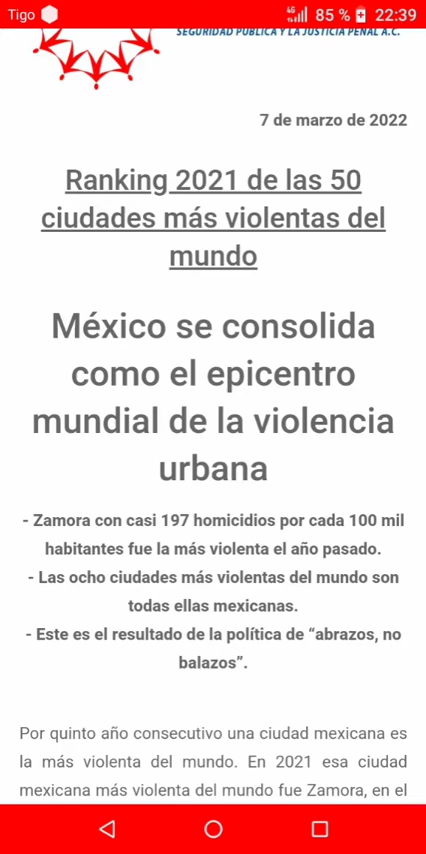 Tigo 4G 85 % 22:39
SEGURIDAD PÚBLICA Y LA JUSTICIA PENAL A.C.
7 de marzo de 2022
Ranking 2021 de las 50
ciudades más violentas del
mundo
México se consolida
como el epicentro
mundial de la violencia
urbana
- Zamora con casi 197 homicidios por cada 100 mil
habitantes fue la más violenta el año pasado.
- Las ocho ciudades más violentas del mundo son
todas ellas mexicanas.
- Este es el resultado de la política de “abrazos, no
balazos”.
Por quinto año consecutivo una ciudad mexicana es
la más violenta del mundo. En 2021 esa ciudad
mexicana más violenta del mundo fue Zamora, en el